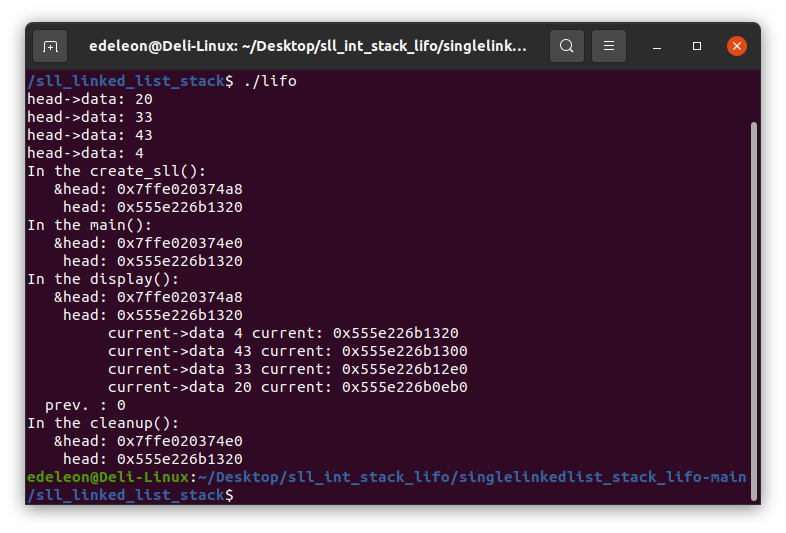 edeleon@Deli-Linux: ~/Desktop/sll_int_stack_lifo/singlelink...
/sll_linked_list_stack$ ./lifo
head->data: 20
head->data: 33
head->data: 43
head->data: 4
In the create_sll():
   &head: 0x7ffe020374a8
    head: 0x555e226b1320
In the main():
   &head: 0x7ffe020374e0
    head: 0x555e226b1320
In the display():
   &head: 0x7ffe020374a8
    head: 0x555e226b1320
         current->data 4 current: 0x555e226b1320
         current->data 43 current: 0x555e226b1300
         current->data 33 current: 0x555e226b12e0
         current->data 20 current: 0x555e226b0eb0
  prev. : 0
In the cleanup():
   &head: 0x7ffe020374e0
    head: 0x555e226b1320
edeleon@Deli-Linux:~/Desktop/sll_int_stack_lifo/singlelinkedlist_stack_lifo-main
/sll_linked_list_stack$